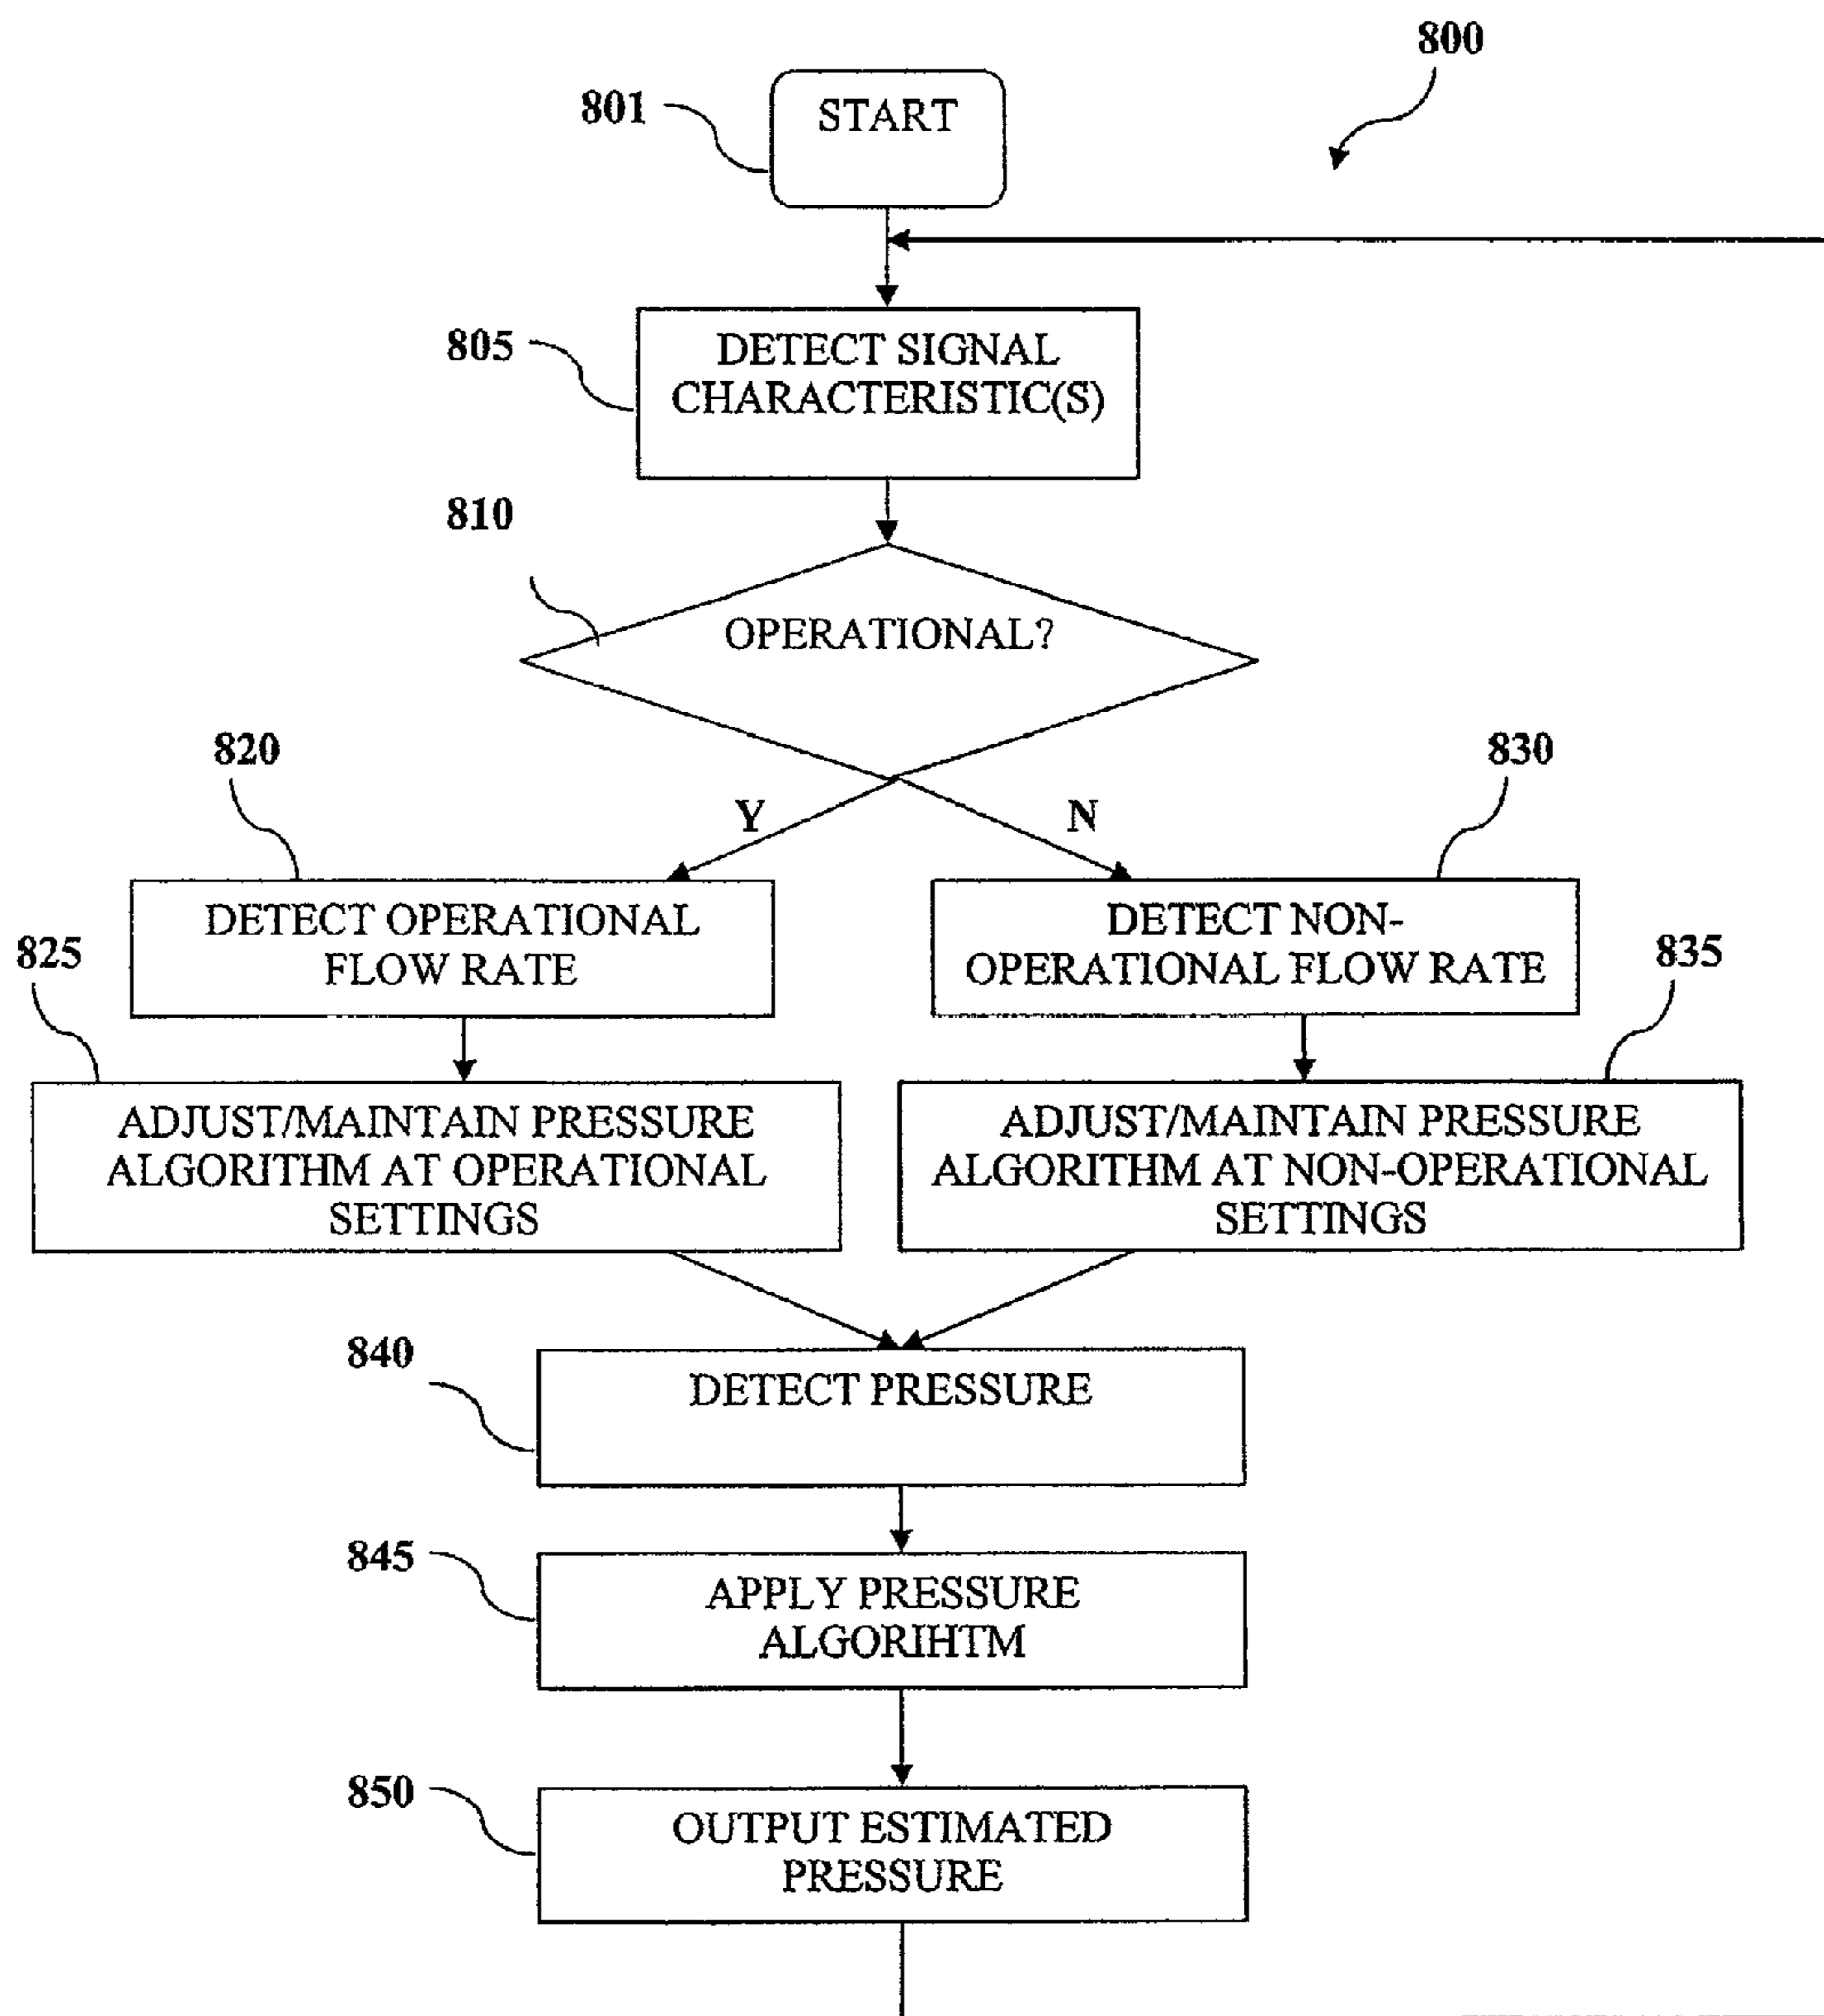 800
801
START
805
DETECT SIGNAL
CHARACTERISTIC(S)
810
OPERATIONAL?
820
830
Y
N
DETECT OPERATIONAL
FLOW RATE
DETECT NON-
OPERATIONAL FLOW RATE
825
835
ADJUST/MAINTAIN PRESSURE
ALGORITHM AT OPERATIONAL
SETTINGS
ADJUST/MAINTAIN PRESSURE
ALGORITHM AT NON-OPERATIONAL
SETTINGS
840
DETECT PRESSURE
845
APPLY PRESSURE
ALGORIHTM
850
OUTPUT ESTIMATED
PRESSURE